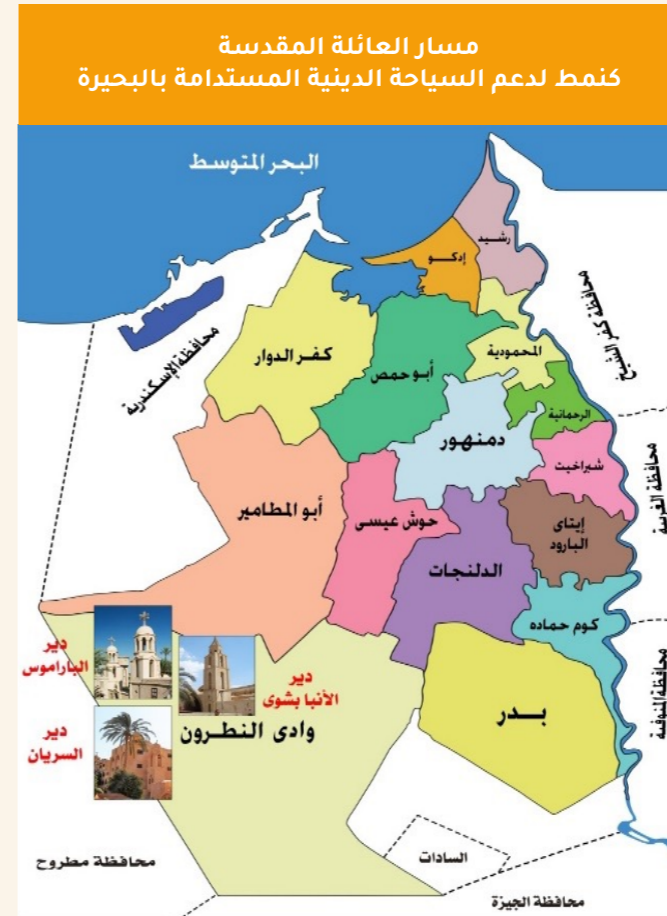 مسار العائلة المقدسة
كنمط لدعم السياحة الدينية المستدامة بالبحيرة
البحر المتوسط
رشيد
إدكو
محافظة كفر الشيخ
محافظة الإسكندرية
كفر الدوار
المحمودية
أبو حمص
الرحمانية
دمنهور
شبراخيت
محافظة الغربية
أبو المطامير
حوش عيسى
إيتاى
البارود
الدلنجات
كوم حماده
دير
الباراموس
دير
الأنبا بشوى
محافظة المنوفية
بدر
وادى النطرون
دير
السريان
السادات
محافظة مطروح
محافظة الجيزة